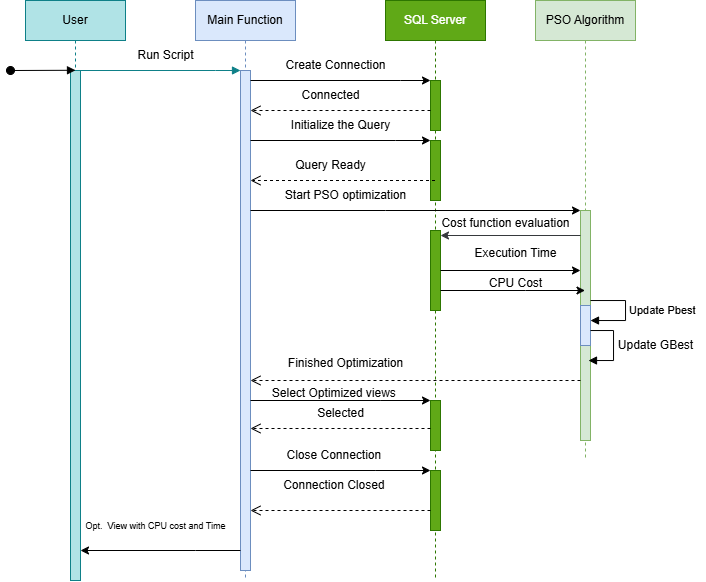 User
Main Function
SQL Server
PSO Algorithm
Run Script
Create Connection
Connected
Initialize the Query
Query Ready
Start PSO optimization
Cost function evaluation
Execution Time
CPU Cost
Update Pbest
Update GBest
Finished Optimization
Select Optimized views
Selected
Close Connection
Connection Closed
Opt. View with CPU cost and Time